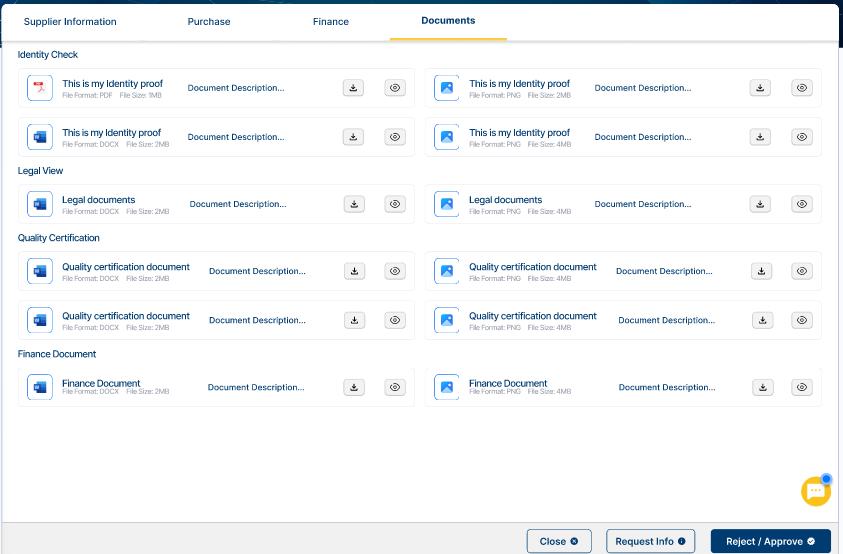 Supplier Information Purchase Finance Documents
Identity Check
This is my Identity proof Document Description...
File Format: PDF File Size: 1MB
This is my Identity proof Document Description...
File Format: PNG File Size: 2MB
This is my Identity proof Document Description...
File Format: DOCX File Size: 2MB
This is my Identity proof Document Description...
File Format: PNG File Size: 4MB
Legal View
Legal documents Document Description...
File Format: DOCX File Size: 2MB
Legal documents Document Description...
File Format: PNG File Size: 4MB
Quality Certification
Quality certification document Document Description...
File Format: DOCX File Size: 2MB
Quality certification document Document Description...
File Format: PNG File Size: 4MB
Quality certification document Document Description...
File Format: DOCX File Size: 2MB
Quality certification document Document Description...
File Format: PNG File Size: 4MB
Finance Document
Finance Document Document Description...
File Format: DOCX File Size: 2MB
Finance Document Document Description...
File Format: PNG File Size: 4MB
Close Request Info Reject / Approve